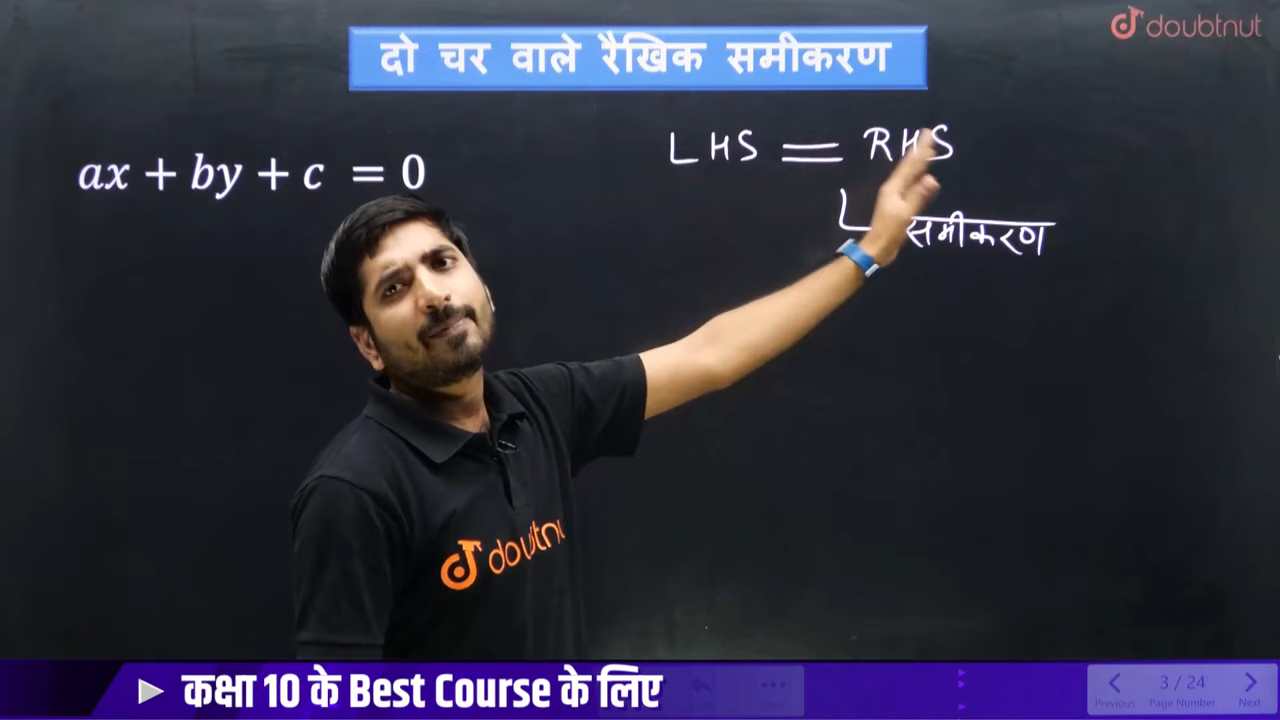 doubtnut
दो चर वाले रैखिक समीकरण
LHS = RHS
ax + by + c = 0
समीकरण
doubtnu
कक्षा 10 के Best Course के लिए
3 / 24
Previous Page Number Next